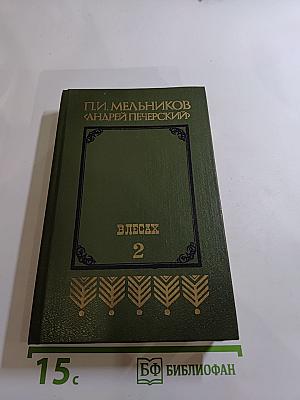 П.И. МЕЛЬНИКОВ
‹АНДРЕЙ ПЕЧЕРСКИЙ›
В ЛЕСАХ
2
15с
БФ БИБЛИОФАН